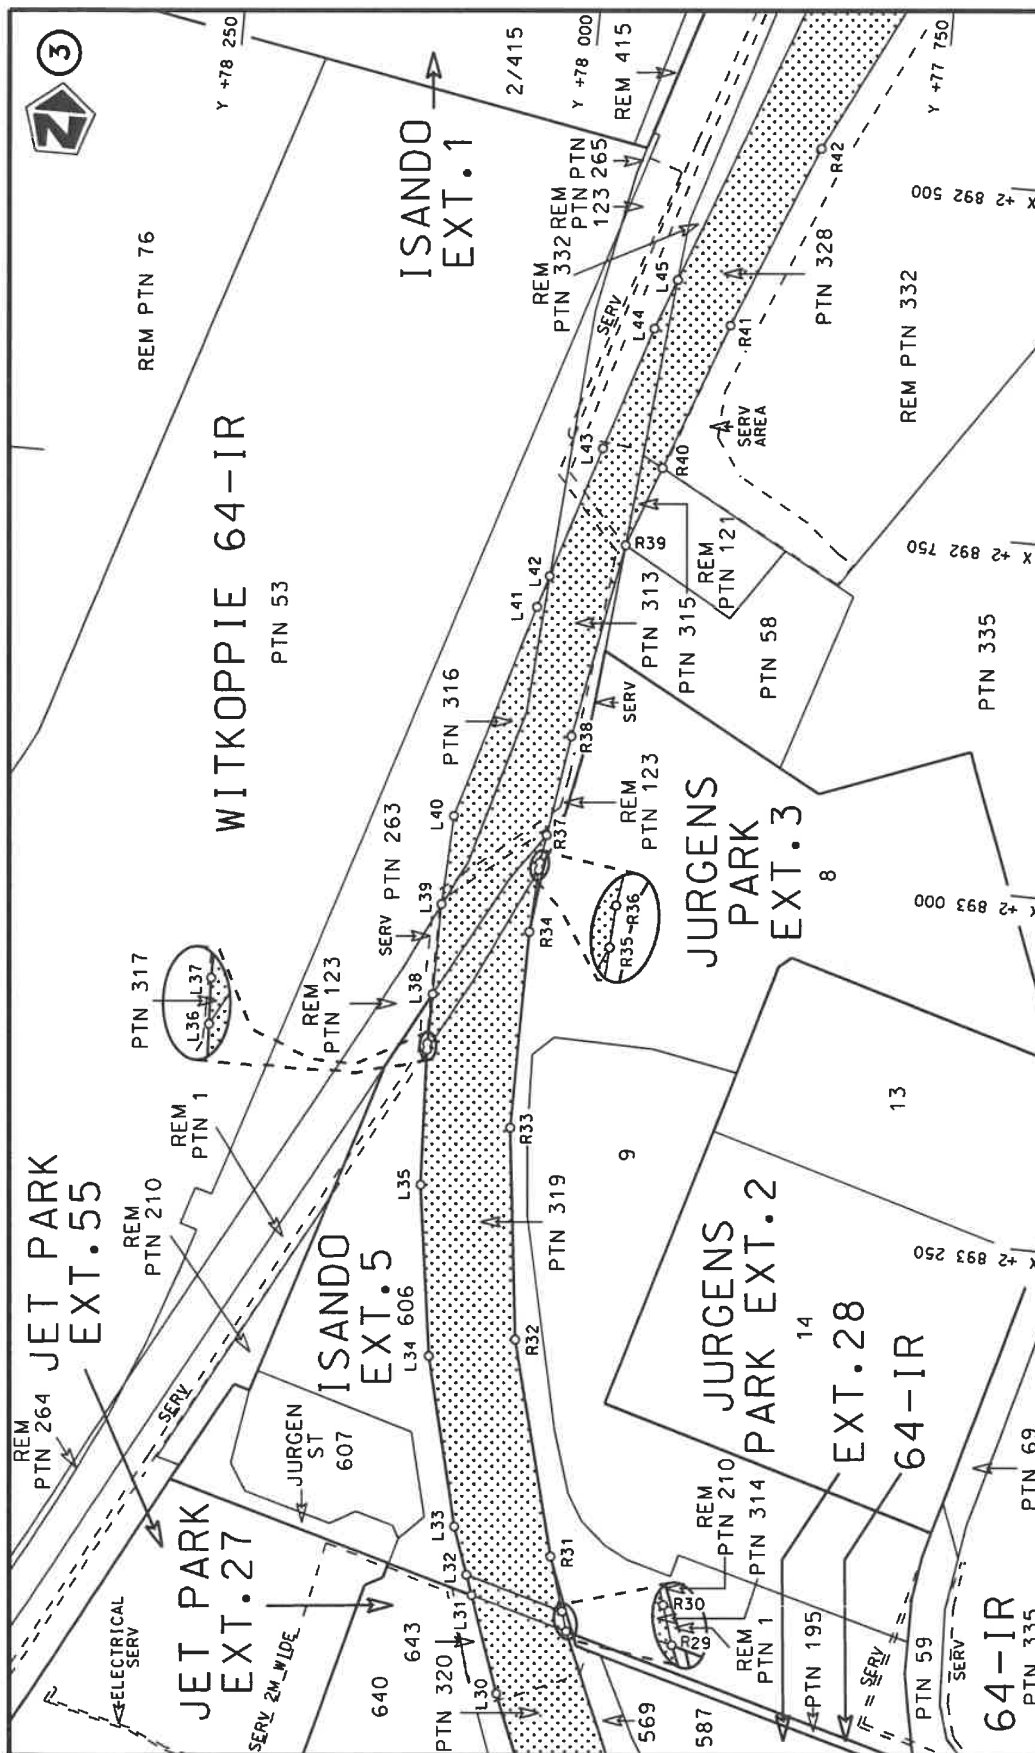 3
N
Y +78 250
Y +78 000
Y +77 750
X +2 892 500
X +2 892 750
X +2 893 000
X +2 893 250
ISANDO
EXT.1
2/415
REM 415
REM PTN 76
REM
PTN 332
REM
PTN
123
PTN
265
SERV
WITKOPPIE 64-IR
PTN 53
L45
L44
L43
L42
L41
L40
L39
L38
L37
L36
L35
L34
L33
L32
L31
L30
R42
R41
R40
R39
R38
R37
R35
R36
R34
R33
R32
R31
R30
R29
PTN 328
REM PTN 332
SERV
AREA
REM
PTN 121
PTN 315
PTN 313
PTN 58
PTN 335
PTN 316
SERV
REM
PTN 123
PTN 263
SERV
JURGENS
PARK
EXT.3
8
PTN 317
REM
PTN 123
REM
PTN 1
REM
PTN 210
JET PARK
EXT.55
REM
PTN 264
SERV
ISANDO
EXT.5
606
JURGEN
ST
607
PTN 319
9
13
14
JURGENS
PARK EXT.2
EXT.28
64-IR
JET PARK
EXT.27
ELECTRICAL
SERV
SERV 2M WIDE
640
643
PTN 320
569
587
REM
PTN 210
PTN 314
REM
PTN 1
PTN 195
SERV
PTN 59
SERV
PTN 69
64-IR
PTN 335